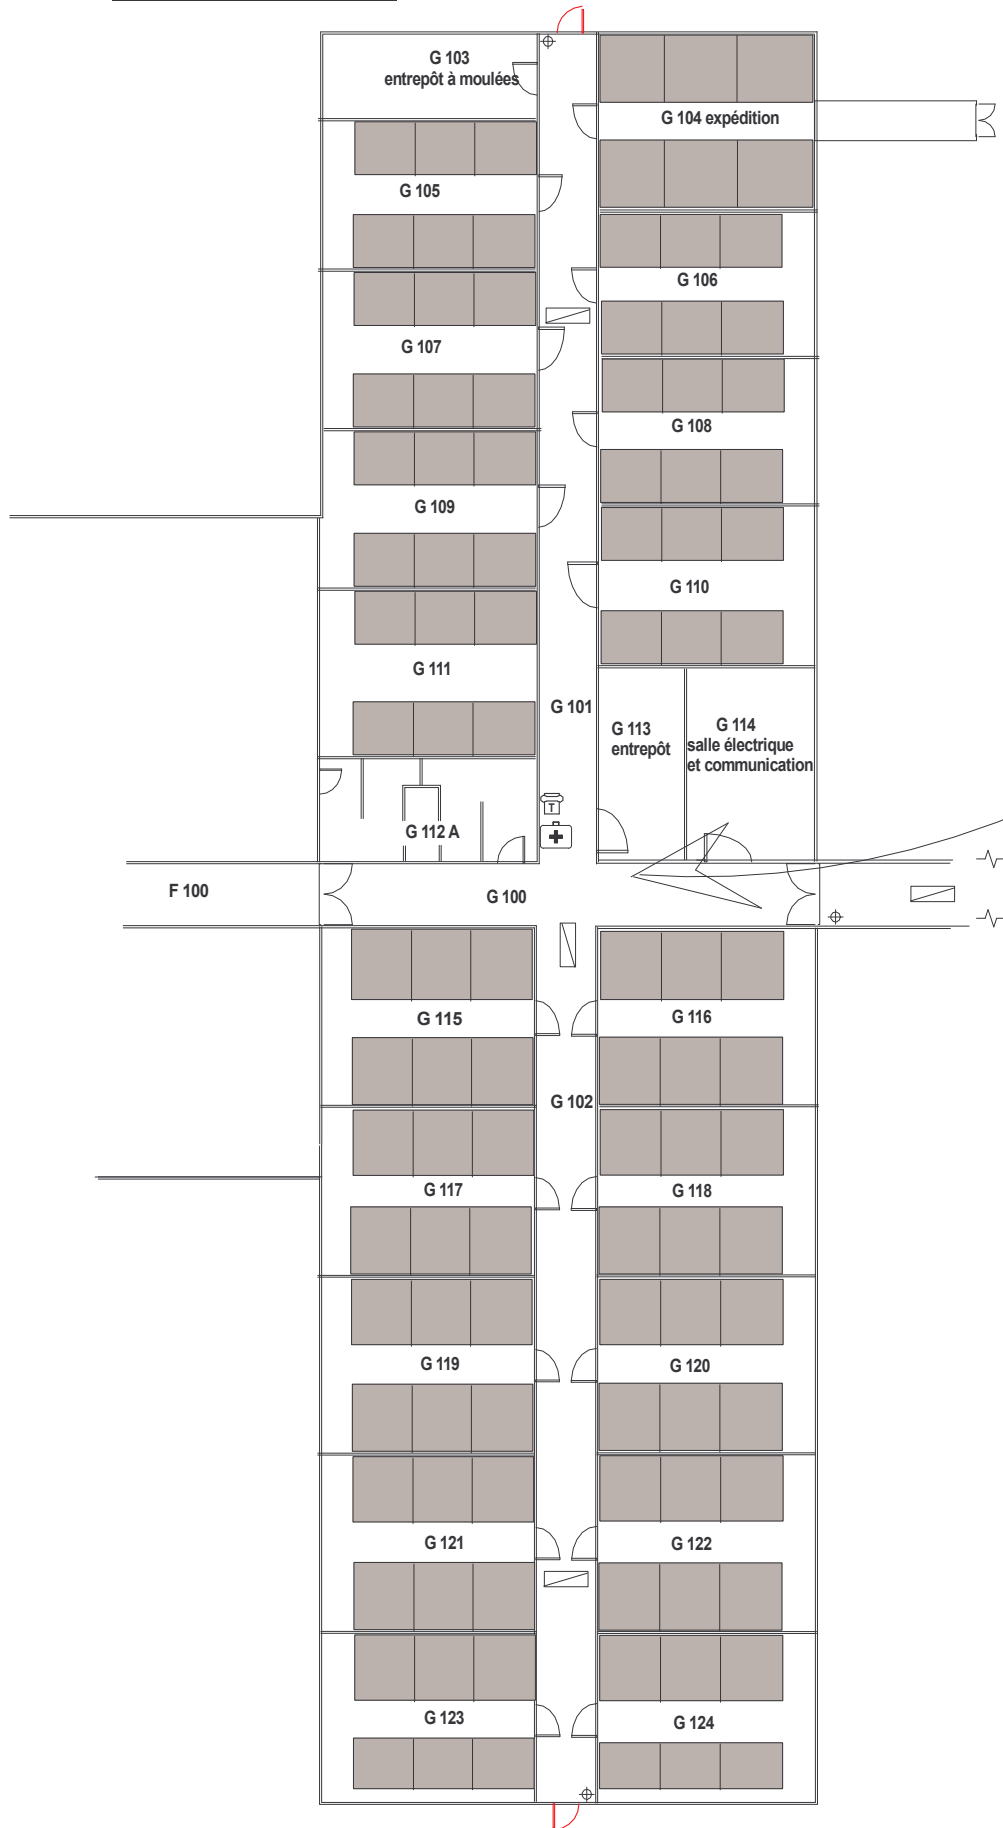 G 103
entrepôt à moulées
G 104 expédition
G 105
G 106
G 107
G 108
G 109
G 110
G 111
G 101
G 113
entrepôt
G 114
salle électrique
et communication
T
G 112 A
F 100
G 100
G 115
G 116
G 102
G 117
G 118
G 119
G 120
G 121
G 122
G 123
G 124